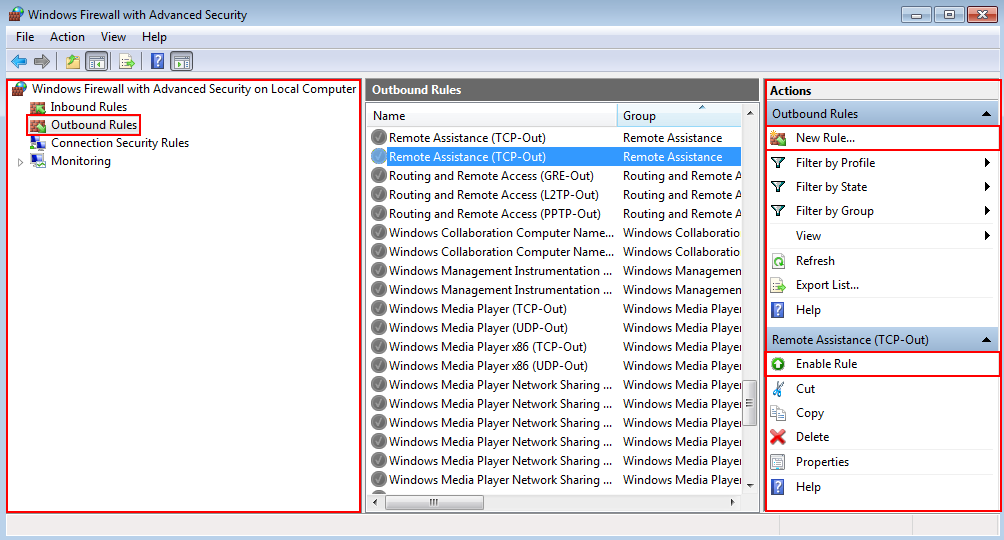 Windows Firewall with Advanced Security
File Action View Help
Windows Firewall with Advanced Security on Local Computer
Inbound Rules
Outbound Rules
Connection Security Rules
Monitoring
Outbound Rules
Name Group
Remote Assistance (TCP-Out) Remote Assistance
Remote Assistance (TCP-Out) Remote Assistance
Routing and Remote Access (GRE-Out) Routing and Remote A
Routing and Remote Access (L2TP-Out) Routing and Remote A
Routing and Remote Access (PPTP-Out) Routing and Remote A
Windows Collaboration Computer Name... Windows Collaboratio
Windows Collaboration Computer Name... Windows Collaboratio
Windows Management Instrumentation ... Windows Managemen
Windows Management Instrumentation ... Windows Managemen
Windows Media Player (TCP-Out) Windows Media Player
Windows Media Player (UDP-Out) Windows Media Player
Windows Media Player x86 (TCP-Out) Windows Media Player
Windows Media Player x86 (UDP-Out) Windows Media Player
Windows Media Player Network Sharing ... Windows Media Player
Windows Media Player Network Sharing ... Windows Media Player
Windows Media Player Network Sharing ... Windows Media Player
Windows Media Player Network Sharing ... Windows Media Player
Windows Media Player Network Sharing ... Windows Media Player
Windows Media Player Network Sharing ... Windows Media Player
Actions
Outbound Rules
New Rule...
Filter by Profile
Filter by State
Filter by Group
View
Refresh
Export List...
Help
Remote Assistance (TCP-Out)
Enable Rule
Cut
Copy
Delete
Properties
Help